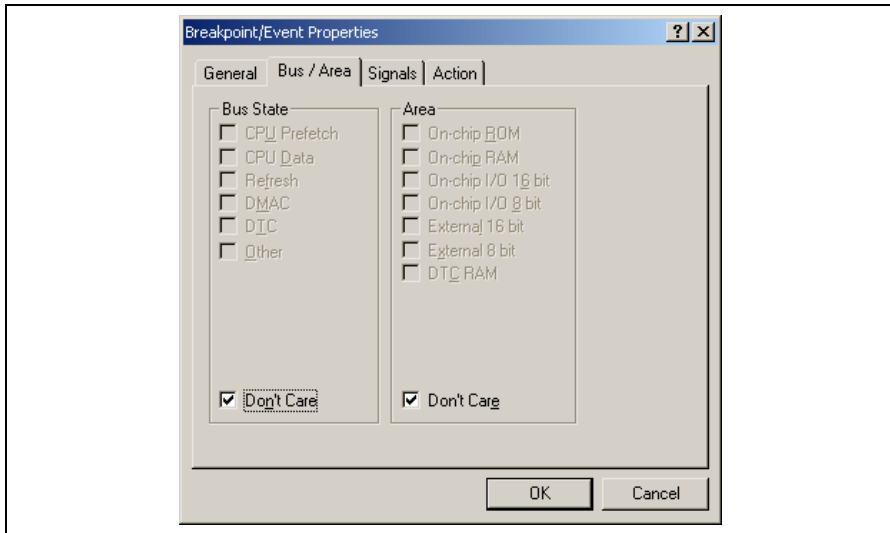 Breakpoint/Event Properties
General Bus / Area Signals Action
Bus State
CPU Prefetch
CPU Data
Refresh
DMAC
DTC
Other
Don't Care
Area
On-chip ROM
On-chip RAM
On-chip I/O 16 bit
On-chip I/O 8 bit
External 16 bit
External 8 bit
DTC RAM
Don't Care
OK Cancel